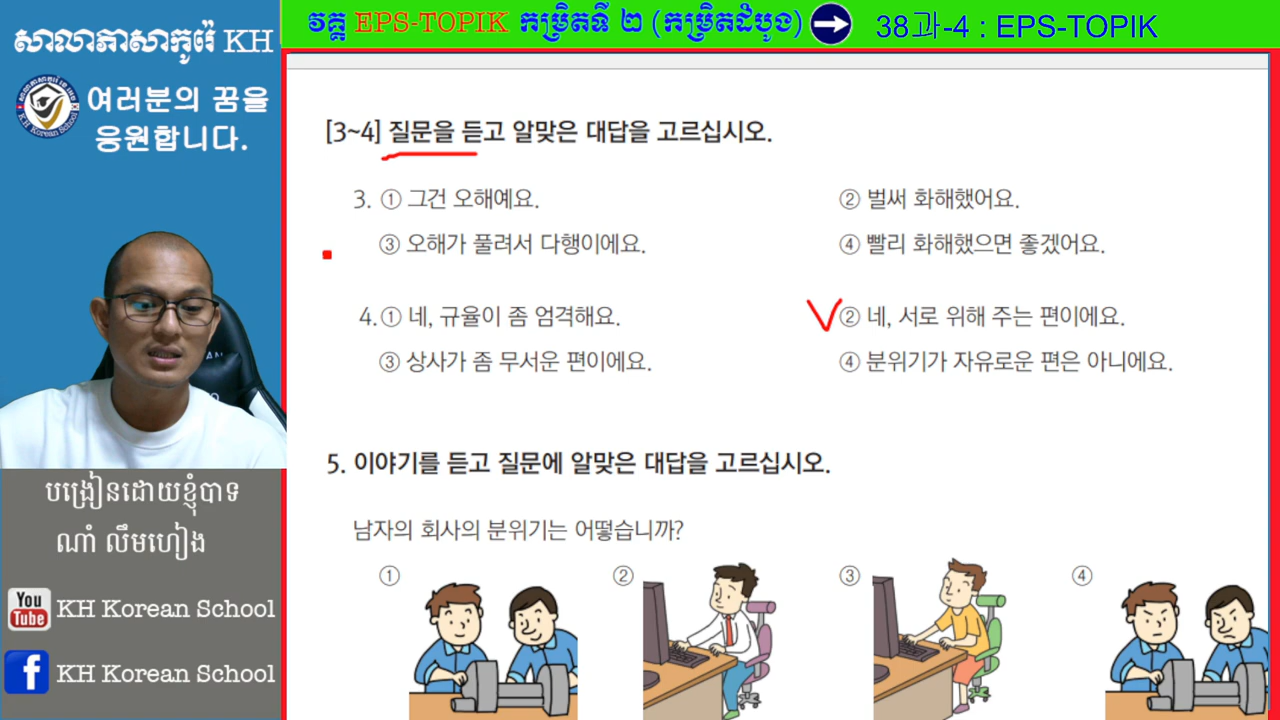 សាលាភាសាកូរ៉េ KH
វគ្គ EPS-TOPIK កម្រិតទី ២ (កម្រិតដំបូង)
38과-4 : EPS-TOPIK
여러분의 꿈을
응원합니다.
[3~4] 질문을 듣고 알맞은 대답을 고르십시오.
3. ① 그건 오해예요. ② 벌써 화해했어요.
③ 오해가 풀려서 다행이에요. ④ 빨리 화해했으면 좋겠어요.
4. ① 네, 규율이 좀 엄격해요. ② 네, 서로 위해 주는 편이에요.
③ 상사가 좀 무서운 편이에요. ④ 분위기가 자유로운 편은 아니에요.
5. 이야기를 듣고 질문에 알맞은 대답을 고르십시오.
남자의 회사의 분위기는 어떻습니까?
① ② ③ ④
បង្រៀនដោយខ្ញុំបាទ
ណាំ លឹមហៀង
You Tube KH Korean School
f KH Korean School